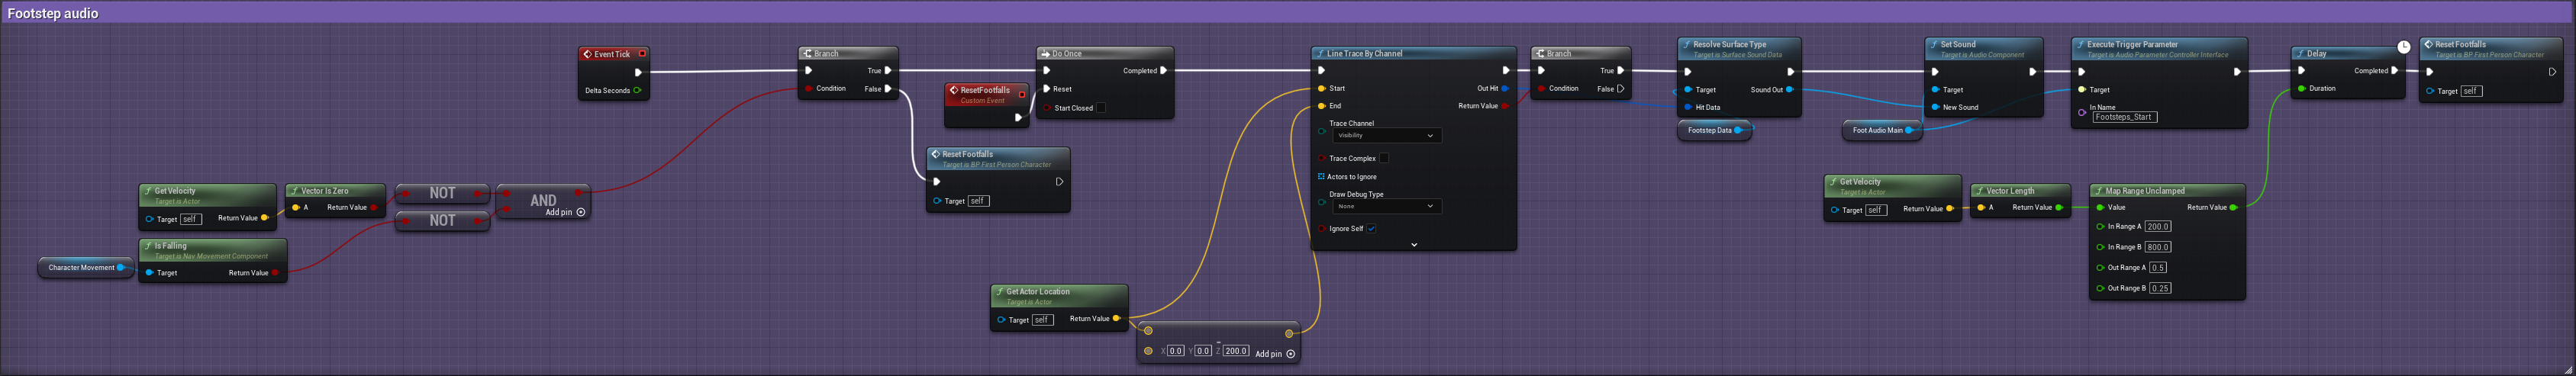 Footstep audio
Event Tick
Delta Seconds
Branch
True
Condition False
Do Once
Completed
Reset
Start Closed
ResetFootfalls
Custom Event
Reset Footfalls
Target is BP First Person Character
Target self
Get Velocity
Target is Actor
Target self Return Value
Vector Is Zero
A Return Value
NOT
NOT
AND
Add pin
Is Falling
Target is Nav Movement Component
Target Return Value
Character Movement
Get Actor Location
Target is Actor
Target self Return Value
-
X 0.0 Y 0.0 Z 200.0 Add pin
Line Trace By Channel
Start Out Hit
End Return Value
Trace Channel
Visibility
Trace Complex
Actors to Ignore
Draw Debug Type
None
Ignore Self
Branch
True
Condition False
Resolve Surface Type
Target is Surface Sound Data
Target Sound Out
Hit Data
Footstep Data
Set Sound
Target is Audio Component
Target
New Sound
Foot Audio Main
Execute Trigger Parameter
Target is Audio Parameter Controller Interface
Target
In Name
Footsteps_Start
Get Velocity
Target is Actor
Target self Return Value
Vector Length
A Return Value
Map Range Unclamped
Value Return Value
In Range A 200.0
In Range B 800.0
Out Range A 0.5
Out Range B 0.25
Delay
Completed
Duration
Reset Footfalls
Target is BP First Person Character
Target self